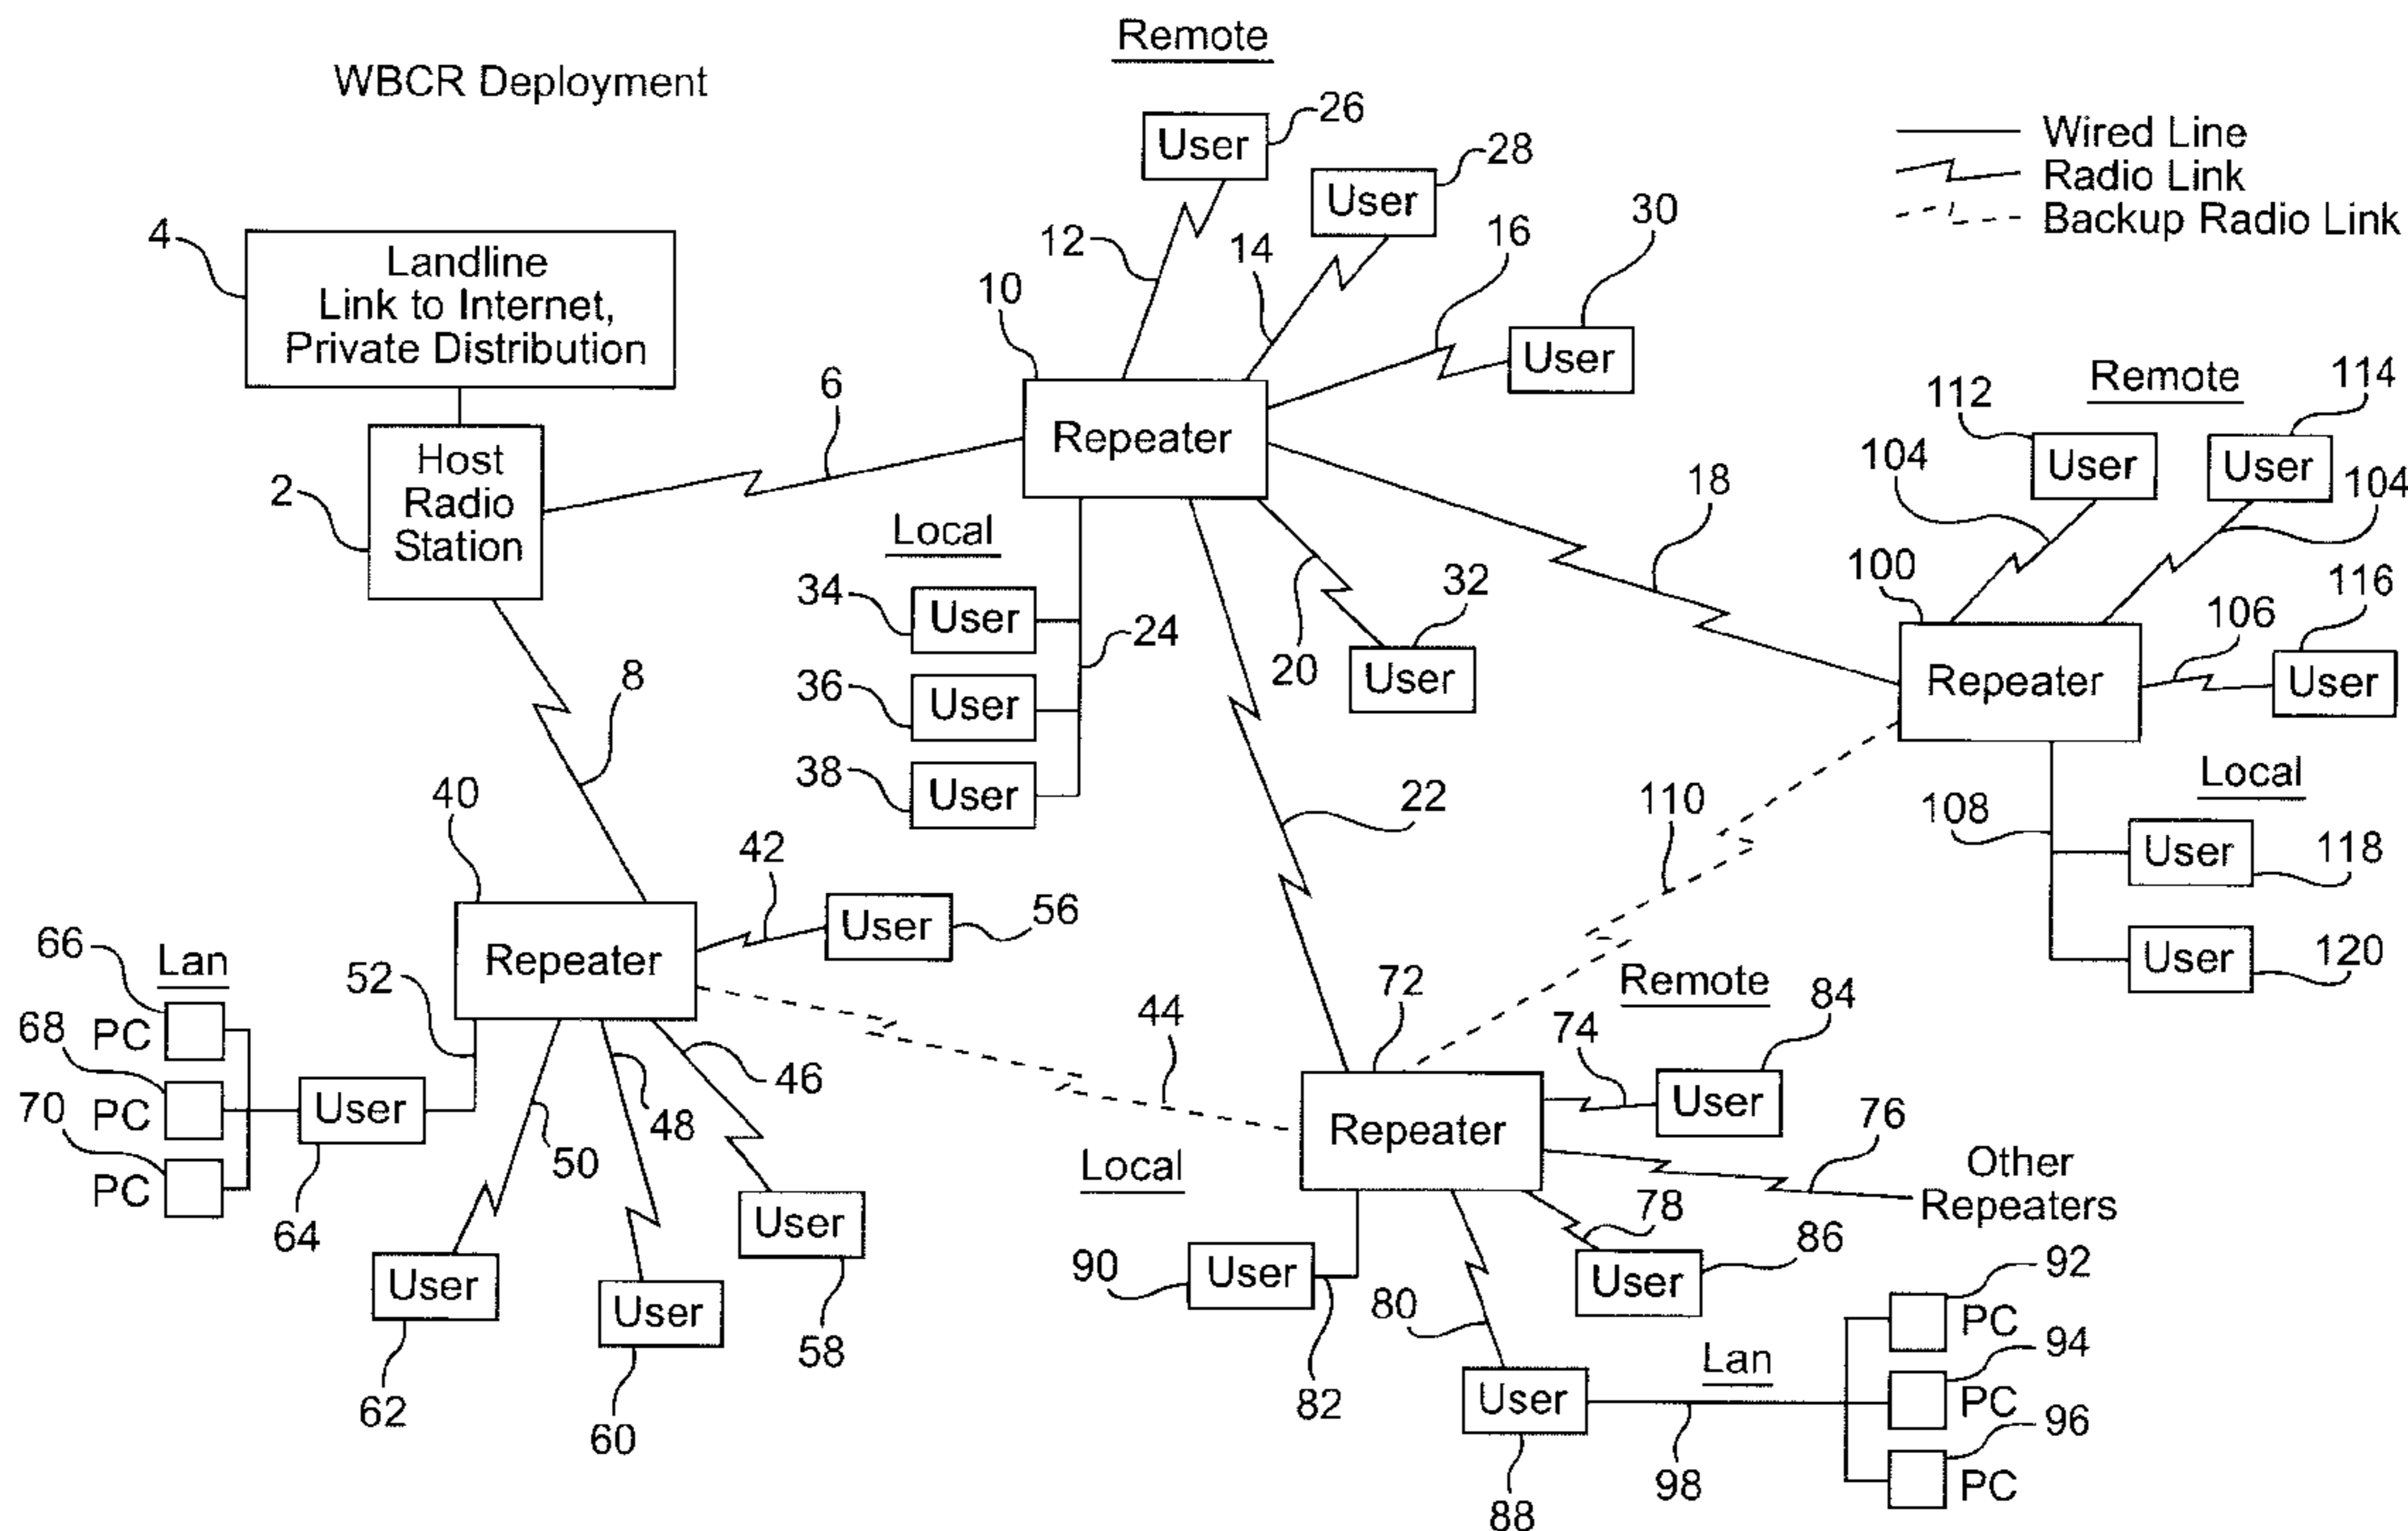 Remote
WBCR Deployment
User
26
Wired Line
Radio Link
Backup Radio Link
User
28
4
Landline
Link to Internet,
Private Distribution
12
14
16
30
User
10
Repeater
6
2
Host
Radio
Station
18
Remote
112
114
User
User
104
104
Local
34
User
24
36
User
38
User
20
32
User
100
Repeater
106
116
User
8
22
110
Local
108
User
118
User
120
40
Repeater
42
User
56
66
Lan
52
PC
68
PC
70
PC
User
64
50
48
46
44
User
62
User
60
User
58
72
Repeater
Remote
74
84
User
76
Other
Repeaters
78
User
86
Local
90
User
82
80
User
88
Lan
98
92
PC
94
PC
96
PC